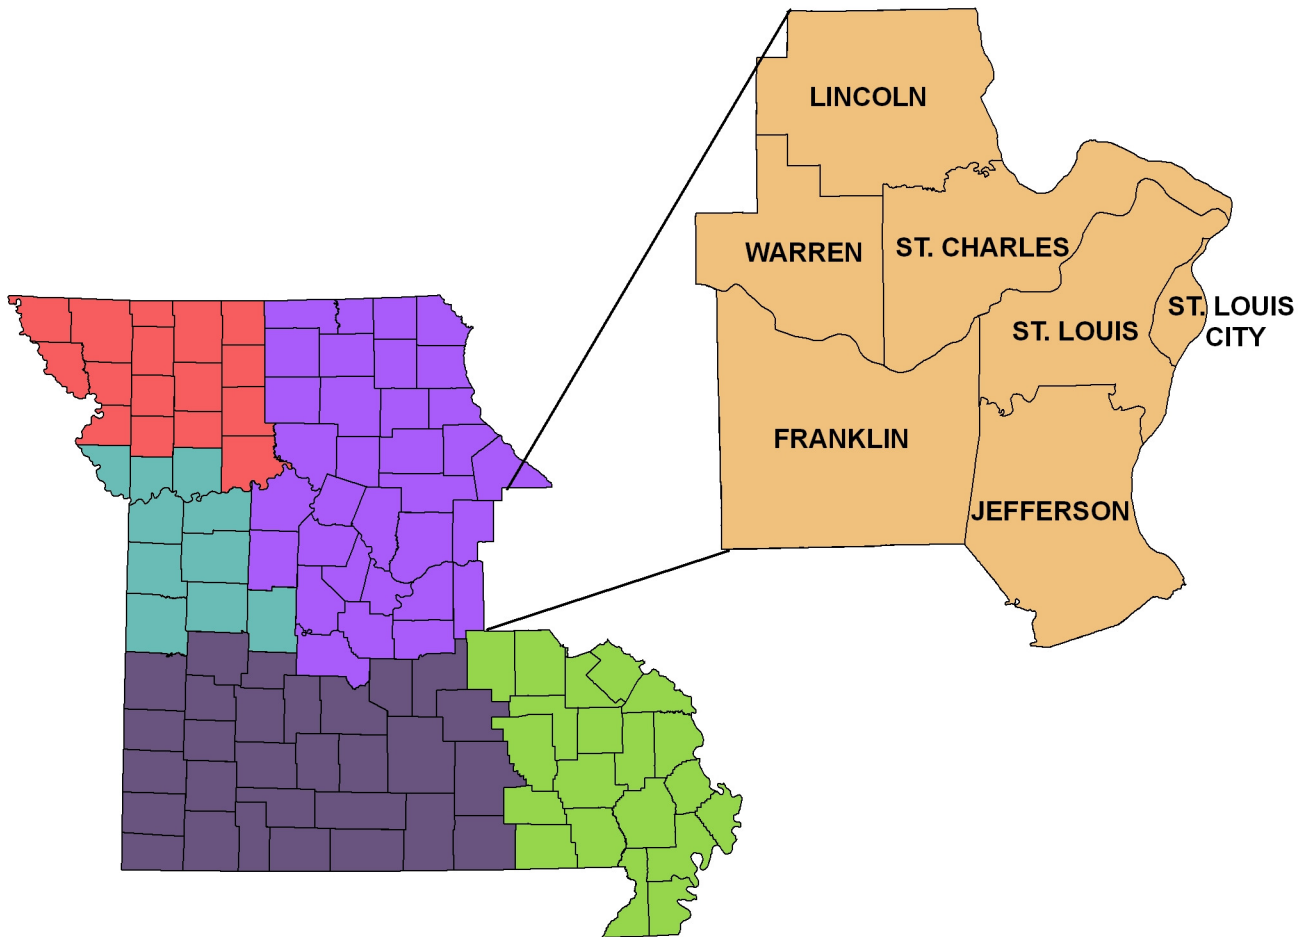 LINCOLN
WARREN
ST. CHARLES
ST. LOUIS
ST. LOUIS
CITY
FRANKLIN
JEFFERSON